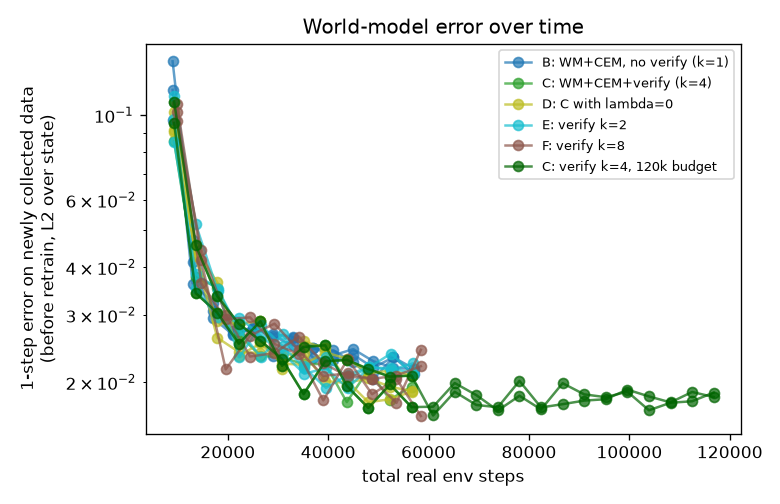 World-model error over time
1-step error on newly collected data
(before retrain, L2 over state)
10⁻¹
6 × 10⁻²
4 × 10⁻²
3 × 10⁻²
2 × 10⁻²
B: WM+CEM, no verify (k=1)
C: WM+CEM+verify (k=4)
D: C with lambda=0
E: verify k=2
F: verify k=8
C: verify k=4, 120k budget
20000 40000 60000 80000 100000 120000
total real env steps